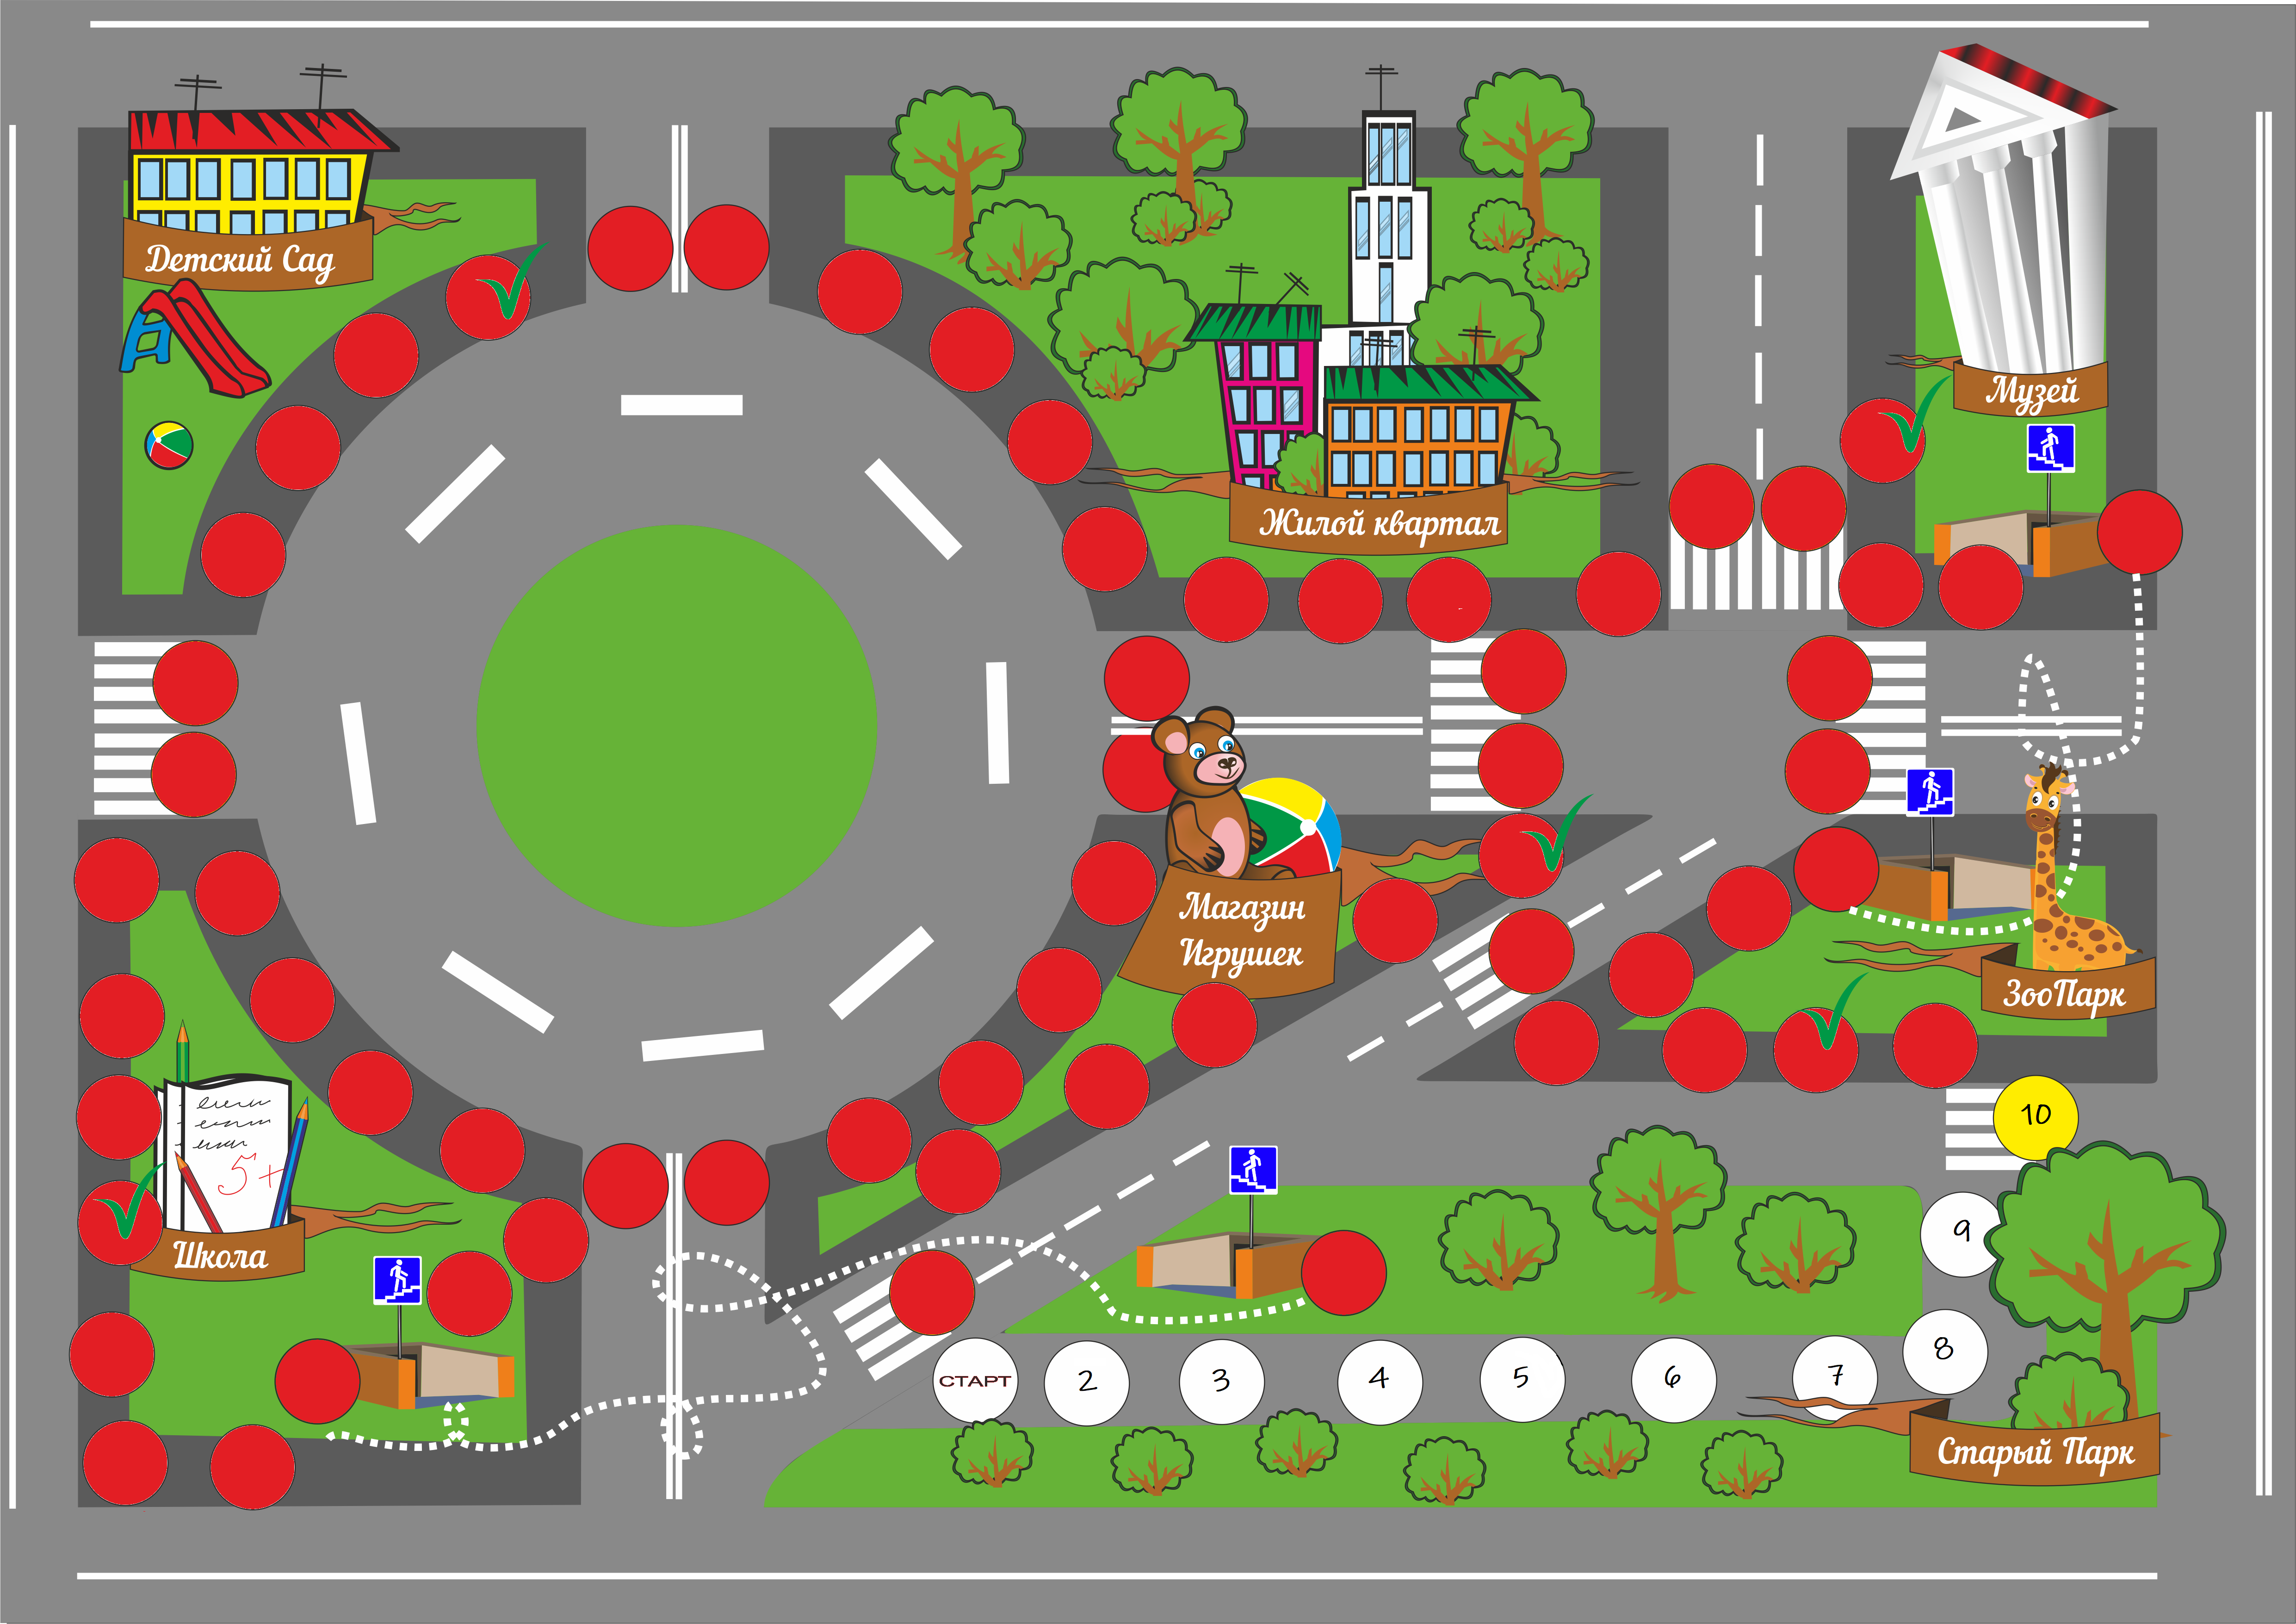 Детский Сад
Музей
Жилой квартал
Магазин
Игрушек
ЗооПарк
10
5+
9
Школа
8
СТАРТ
2
3
4
5
6
7
Старый Парк